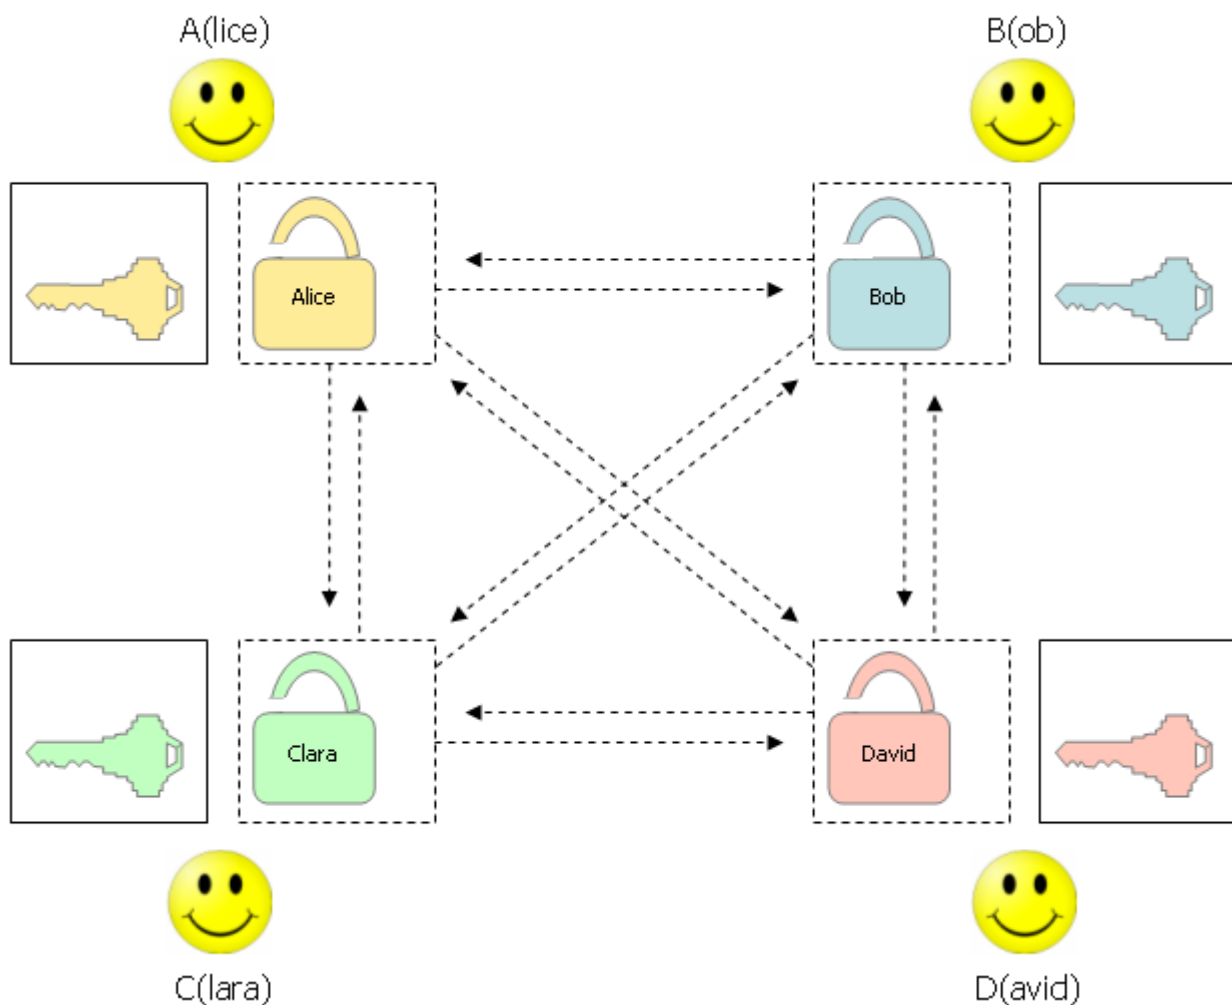 A(lice)
B(ob)
Alice
Bob
Clara
David
C(lara)
D(avid)